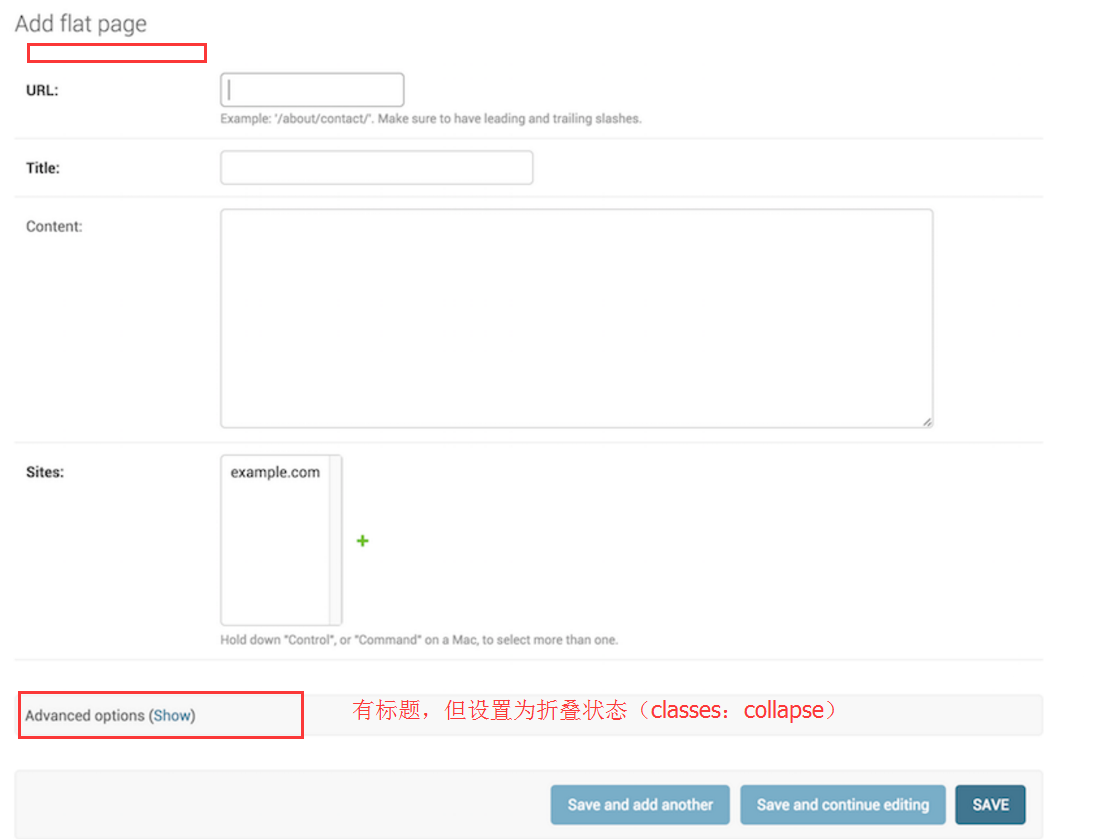 Add flat page
URL:
Example: '/about/contact/'. Make sure to have leading and trailing slashes.
Title:
Content:
Sites:
example.com
Hold down "Control", or "Command" on a Mac, to select more than one.
Advanced options (Show)
有标题，但设置为折叠状态（classes：collapse）
Save and add another
Save and continue editing
SAVE